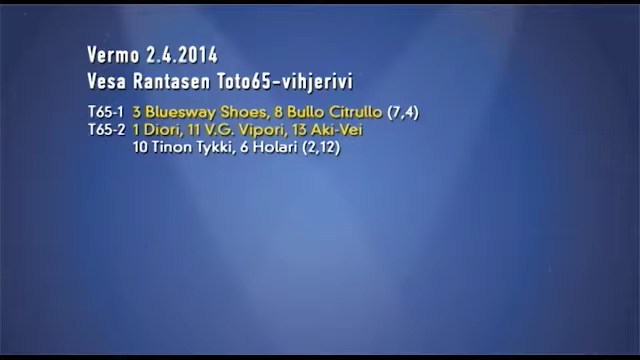 Vermo 2.4.2014
Vesa Rantasen Toto65-vihjerivi
T65-1 3 Bluesway Shoes, 8 Bullo Citrullo (7,4)
T65-2 1 Diori, 11 V.G. Vipori, 13 Aki-Vei
10 Tinon Tykki, 6 Holari (2,12)